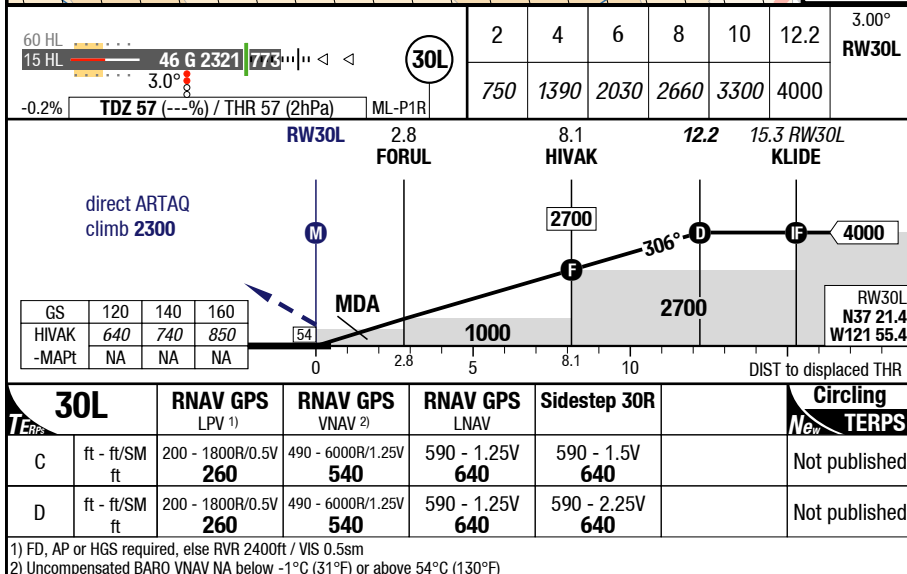 60 HL
15 HL 46 G 2321 773 30L
3.0°
-0.2% TDZ 57 (---%) / THR 57 (2hPa) ML-P1R
2 4 6 8 10 12.2 3.00° RW30L
750 1390 2030 2660 3300 4000
RW30L 2.8 8.1 12.2 15.3 RW30L
FORUL HIVAK KLIDE
direct ARTAQ
climb 2300
2700
M 306° D IF 4000
F
MDA 2700
54 1000
RW30L
N37 21.4
W121 55.4
GS 120 140 160
HIVAK 640 740 850
-MAPt NA NA NA
0 2.8 5 8.1 10 DIST to displaced THR
TERPs 30L RNAV GPS LPV 1) RNAV GPS VNAV 2) RNAV GPS LNAV Sidestep 30R Circling New TERPS
C ft - ft/SM 200 - 1800R/0.5V 490 - 6000R/1.25V 590 - 1.25V 590 - 1.5V Not published
ft 260 540 640 640
D ft - ft/SM 200 - 1800R/0.5V 490 - 6000R/1.25V 590 - 1.25V 590 - 2.25V Not published
ft 260 540 640 640
1) FD, AP or HGS required, else RVR 2400ft / VIS 0.5sm
2) Uncompensated BARO VNAV NA below -1°C (31°F) or above 54°C (130°F)